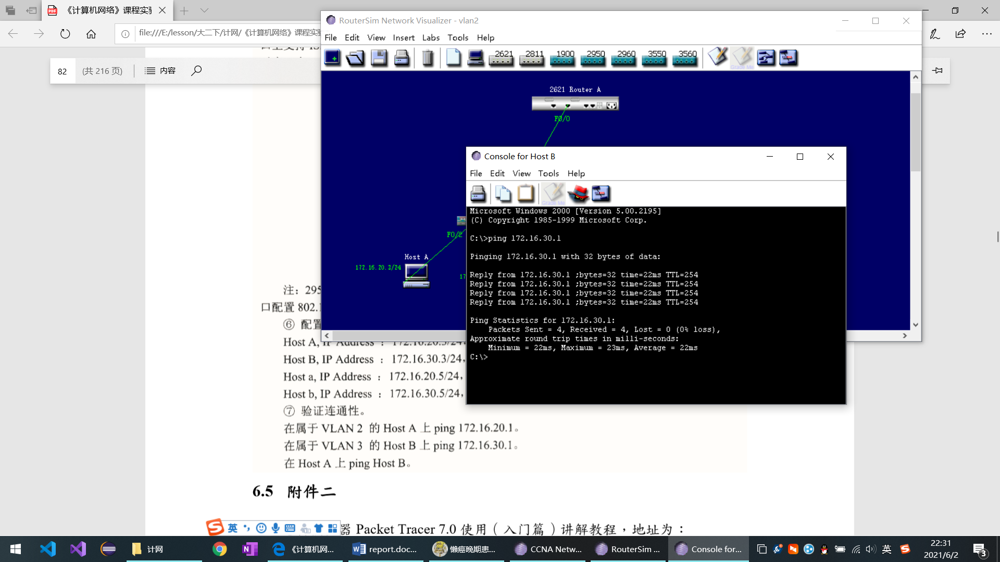 《计算机网络》课程实验
file:///E:/lesson/大二下/计网/《计算机网络》课程实
82 (共 216 页) 内容
RouterSim Network Visualizer - vlan2
File Edit View Insert Labs Tools Help
2621 2811 1900 2950 2960 3550 3560
Grade Me
2621 Router A
F0/0
F0/2
Host A
172.16.20.3/24
17
Console for Host B
File Edit View Tools Help
Grade Me
Microsoft Windows 2000 [Version 5.00.2195]
(C) Copyright 1985-1999 Microsoft Corp.
C:\>ping 172.16.30.1
Pinging 172.16.30.1 with 32 bytes of data:
Reply from 172.16.30.1 ;bytes=32 time=22ms TTL=254
Reply from 172.16.30.1 ;bytes=32 time=22ms TTL=254
Reply from 172.16.30.1 ;bytes=32 time=22ms TTL=254
Reply from 172.16.30.1 ;bytes=32 time=22ms TTL=254
Ping Statistics for 172.16.30.1:
Packets Sent = 4, Received = 4, Lost = 0 (0% loss),
Approximate round trip times in milli-seconds:
Minimum = 22ms, Maximum = 23ms, Average = 22ms
C:\>
注：295
口配置 802.1
⑥ 配置
Host A, IP Address ：172.16.20.3/24,
Host B, IP Address ：172.16.30.3/24,
Host a, IP Address ：172.16.20.5/24,
Host b, IP Address ：172.16.30.5/24,
⑦ 验证连通性。
在属于 VLAN 2 的 Host A 上 ping 172.16.20.1。
在属于 VLAN 3 的 Host B 上 ping 172.16.30.1。
在 Host A 上 ping Host B。
6.5 附件二
器 Packet Tracer 7.0 使用（入门篇）讲解教程，地址为：
英
计网
《计算机网...
report.doc...
懒癌晚期患...
CCNA Netw...
RouterSim ...
Console for...
英
22:31
2021/6/2
3